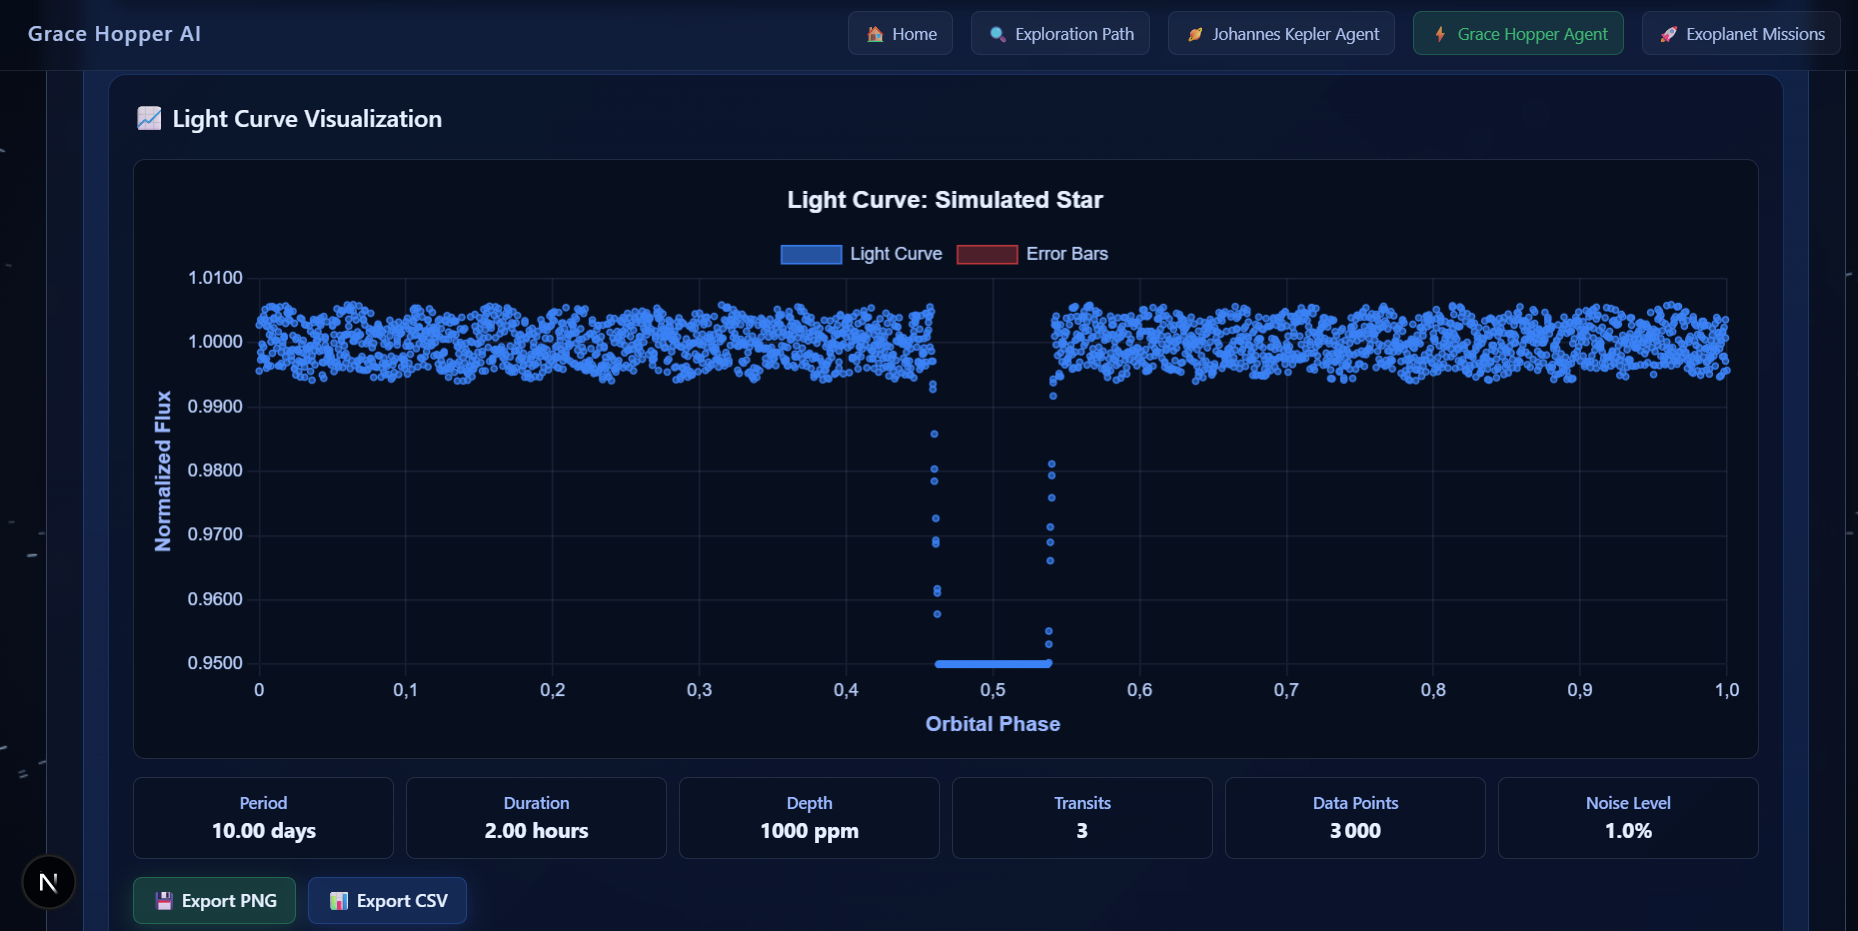 Grace Hopper AI
Home
Exploration Path
Johannes Kepler Agent
Grace Hopper Agent
Exoplanet Missions
Light Curve Visualization
Light Curve: Simulated Star
Light Curve
Error Bars
1.0100
1.0000
0.9900
0.9800
0.9700
0.9600
0.9500
Normalized Flux
0
0,1
0,2
0,3
0,4
0,5
0,6
0,7
0,8
0,9
1,0
Orbital Phase
Period
10.00 days
Duration
2.00 hours
Depth
1000 ppm
Transits
3
Data Points
3 000
Noise Level
1.0%
N
Export PNG
Export CSV